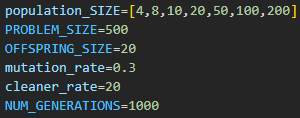 population_SIZE=[4,8,10,20,50,100,200]
PROBLEM_SIZE=500
OFFSPRING_SIZE=20
mutation_rate=0.3
cleaner_rate=20
NUM_GENERATIONS=1000